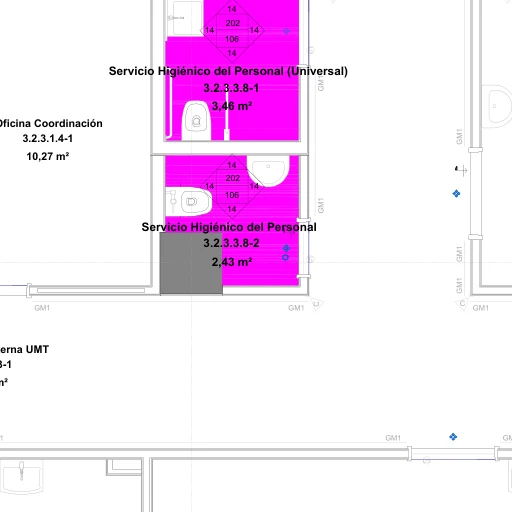 14
202
14 14
106
14
Servicio Higiénico del Personal (Universal)
3.2.3.3.8-1
3,46 m²
GM1
Oficina Coordinación
3.2.3.1.4-1
10,27 m²
GM1
14
202
14 14
106
14
GM1
Servicio Higiénico del Personal
3.2.3.3.8-2
2,43 m²
GM1
GM1
GM1
GM1
GM1
GM1
erna UMT
-1
m²
GM1
GM1